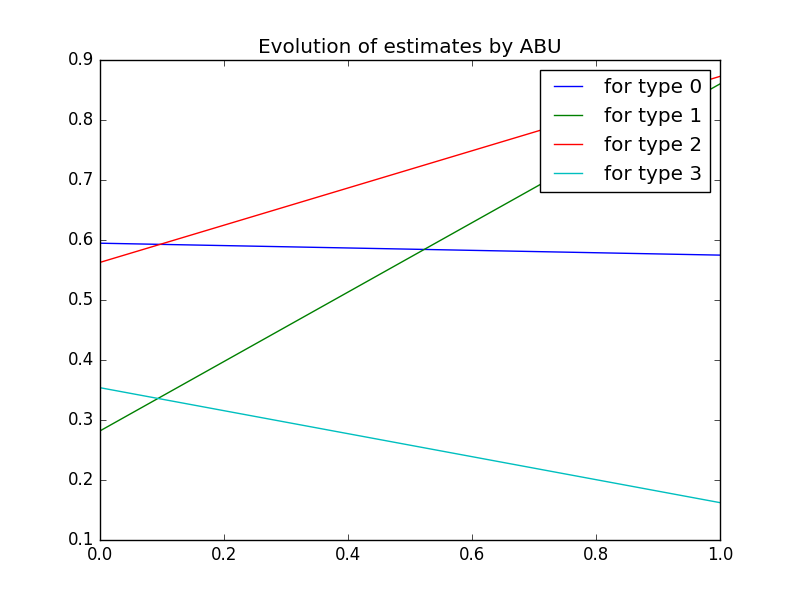 Evolution of estimates by ABU
0.9
0.8
0.7
0.6
0.5
0.4
0.3
0.2
0.1
0.0 0.2 0.4 0.6 0.8 1.0
for type 0
for type 1
for type 2
for type 3